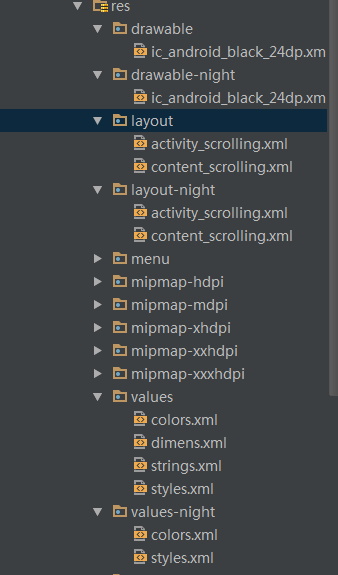 res
drawable
ic_android_black_24dp.xm
drawable-night
ic_android_black_24dp.xm
layout
activity_scrolling.xml
content_scrolling.xml
layout-night
activity_scrolling.xml
content_scrolling.xml
menu
mipmap-hdpi
mipmap-mdpi
mipmap-xhdpi
mipmap-xxhdpi
mipmap-xxxhdpi
values
colors.xml
dimens.xml
strings.xml
styles.xml
values-night
colors.xml
styles.xml